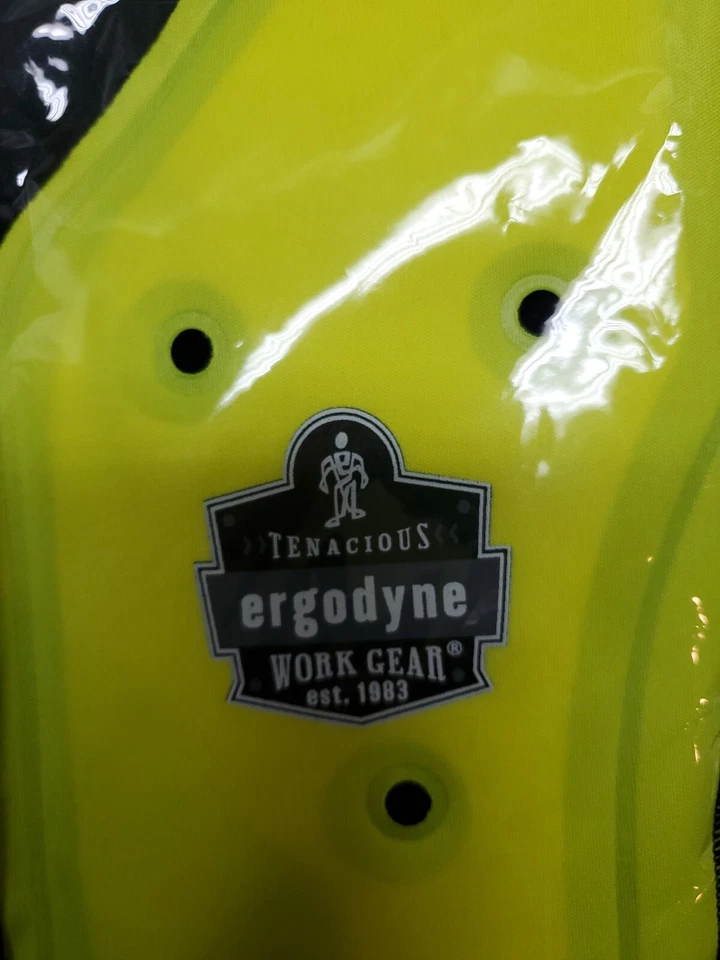 TENACIOUS
ergodyne
WORK GEAR®
est. 1983